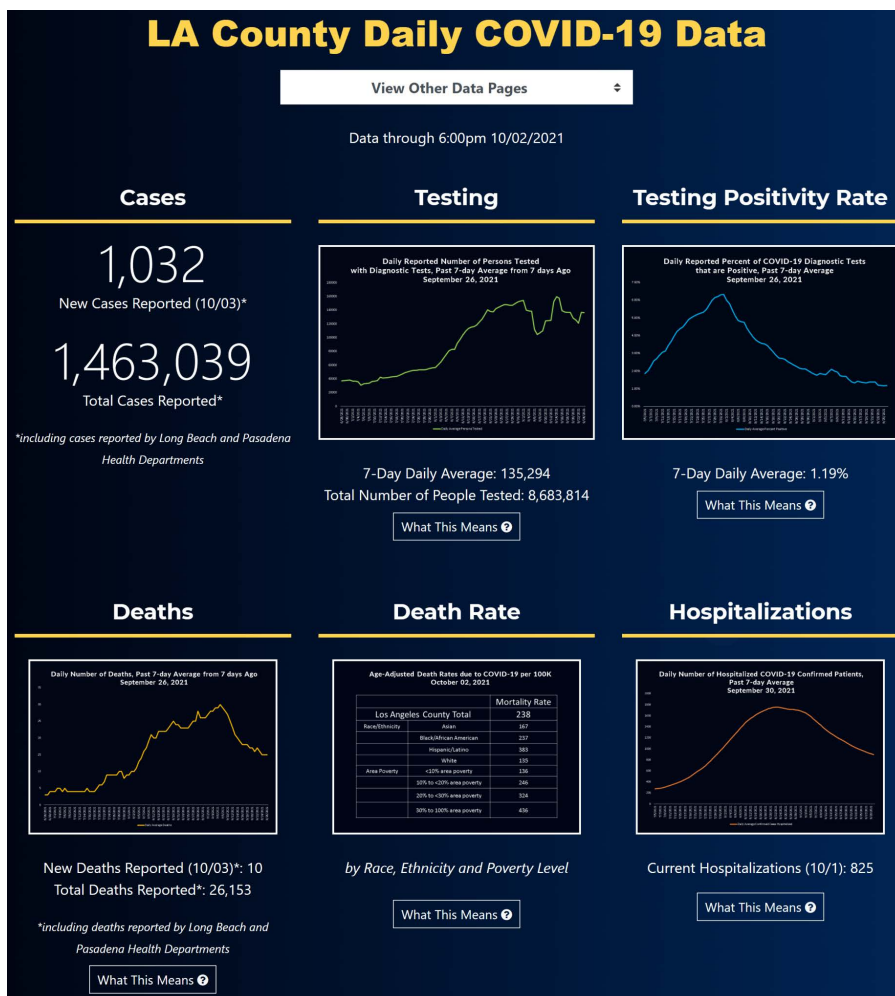 LA County Daily COVID-19 Data
View Other Data Pages
Data through 6:00pm 10/02/2021
Cases
1,032
New Cases Reported (10/03)*
1,463,039
Total Cases Reported*
*including cases reported by Long Beach and Pasadena
Health Departments
Testing
Daily Reported Number of Persons Tested
with Diagnostic Tests, Past 7-day Average from 7 days Ago
September 26, 2021
7-Day Daily Average: 135,294
Total Number of People Tested: 8,683,814
What This Means
Testing Positivity Rate
Daily Reported Percent of COVID-19 Diagnostic Tests
that are Positive, Past 7-day Average
September 26, 2021
7-Day Daily Average: 1.19%
What This Means
Deaths
Daily Number of Deaths, Past 7-day Average from 7 days Ago
September 26, 2021
New Deaths Reported (10/03)*: 10
Total Deaths Reported*: 26,153
*including deaths reported by Long Beach and
Pasadena Health Departments
What This Means
Death Rate
Age-Adjusted Death Rates due to COVID-19 per 100K
October 02, 2021
Mortality Rate
Los Angeles County Total 238
Race/Ethnicity Asian 167
Black/African American 237
Hispanic/Latino 383
White 135
Area Poverty <10% area poverty 136
10% to <20% area poverty 246
20% to <30% area poverty 324
30% to 100% area poverty 436
by Race, Ethnicity and Poverty Level
What This Means
Hospitalizations
Daily Number of Hospitalized COVID-19 Confirmed Patients,
Past 7-day Average
September 30, 2021
Current Hospitalizations (10/1): 825
What This Means